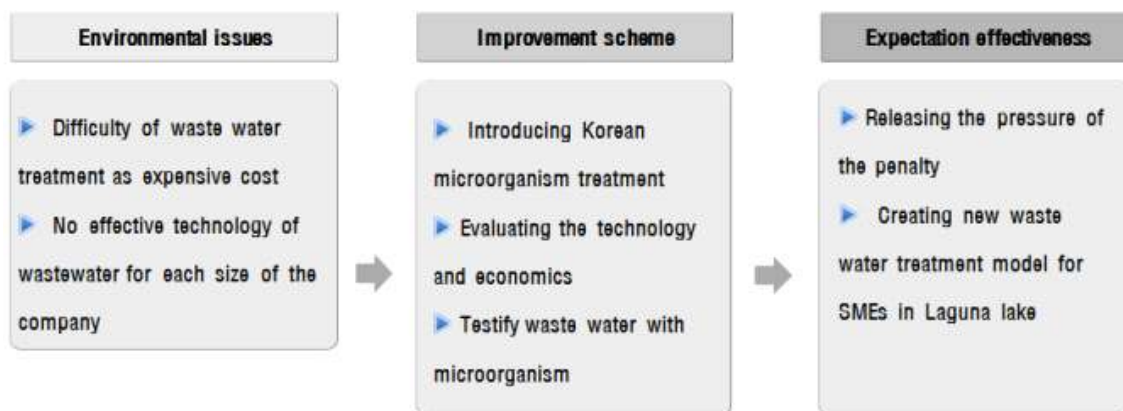 Environmental issues
Difficulty of waste water
treatment as expensive cost
No effective technology of
wastewater for each size of the
company
Improvement scheme
Introducing Korean
microorganism treatment
Evaluating the technology
and economics
Testify waste water with
microorganism
Expectation effectiveness
Releasing the pressure of
the penalty
Creating new waste
water treatment model for
SMEs in Laguna lake